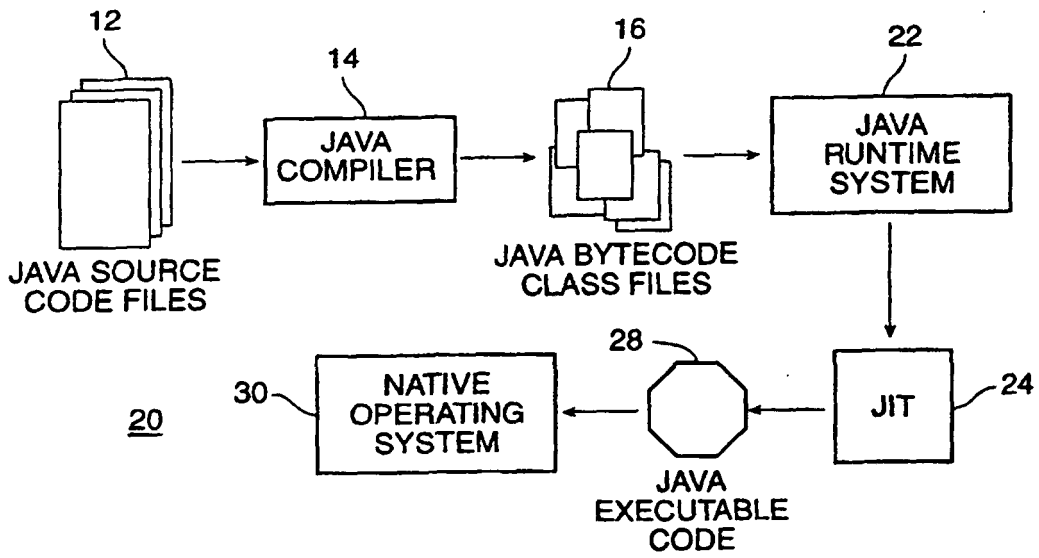 12
14
16
22
JAVA
COMPILER
JAVA
RUNTIME
SYSTEM
JAVA SOURCE
CODE FILES
JAVA BYTECODE
CLASS FILES
20
30
NATIVE
OPERATING
SYSTEM
28
JIT
24
JAVA
EXECUTABLE
CODE